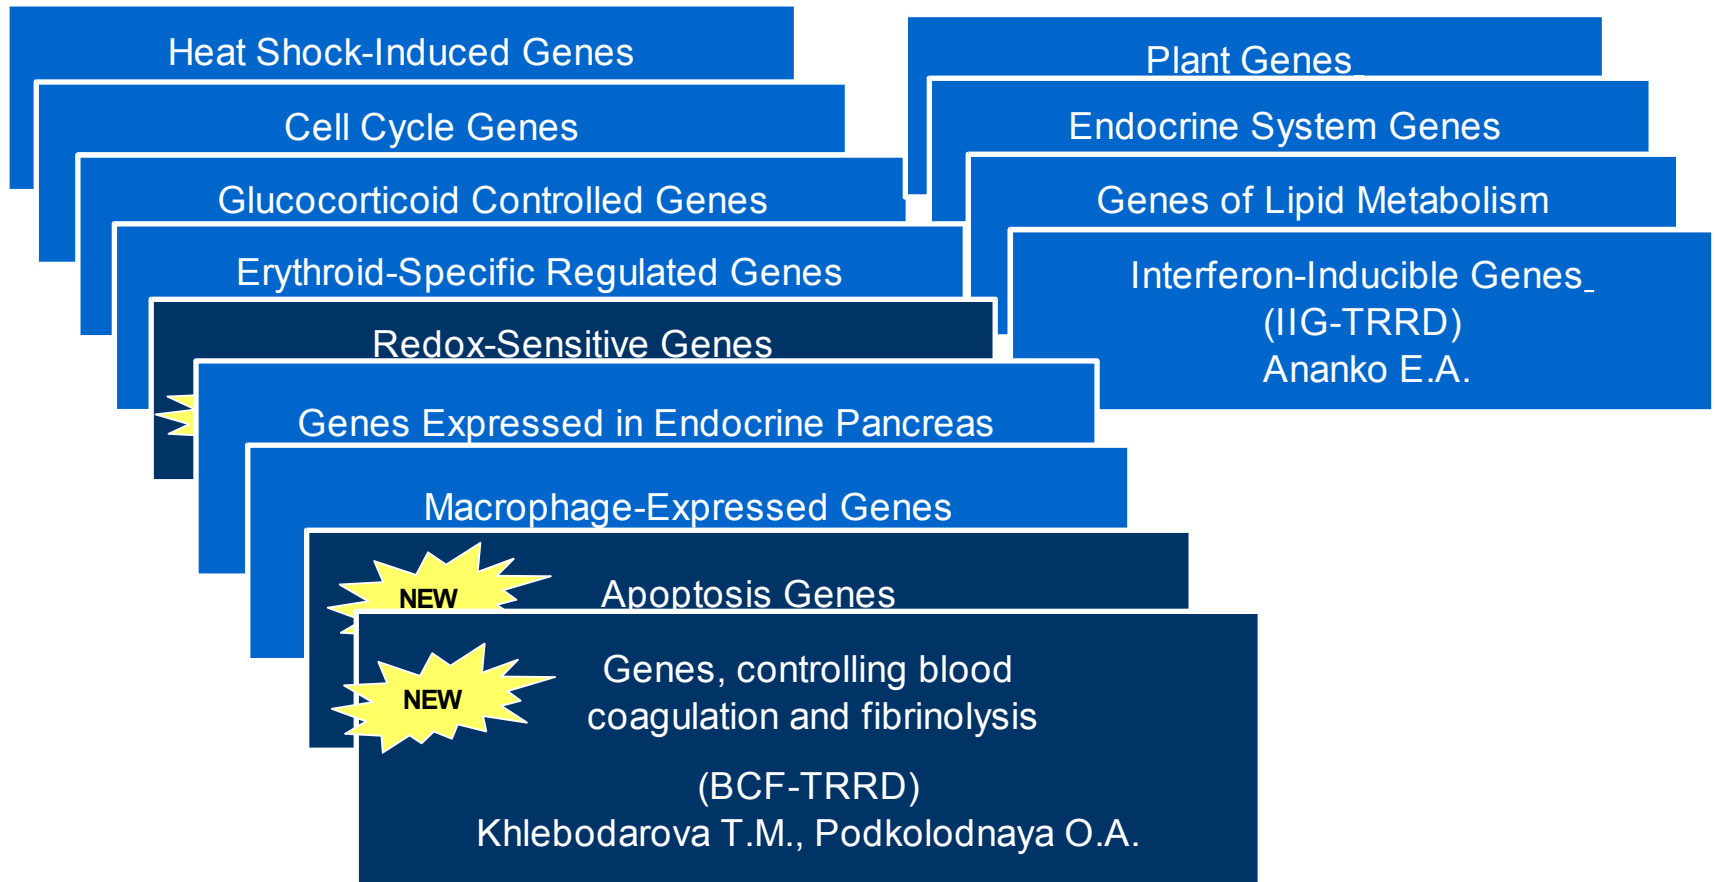 Heat Shock-Induced Genes
Cell Cycle Genes
Glucocorticoid Controlled Genes
Erythroid-Specific Regulated Genes
Redox-Sensitive Genes
Genes Expressed in Endocrine Pancreas
Macrophage-Expressed Genes
NEW
Apoptosis Genes
NEW
Genes, controlling blood
coagulation and fibrinolysis
(BCF-TRRD)
Khlebodarova T.M., Podkolodnaya O.A.
Plant Genes
Endocrine System Genes
Genes of Lipid Metabolism
Interferon-Inducible Genes
(IIG-TRRD)
Ananko E.A.